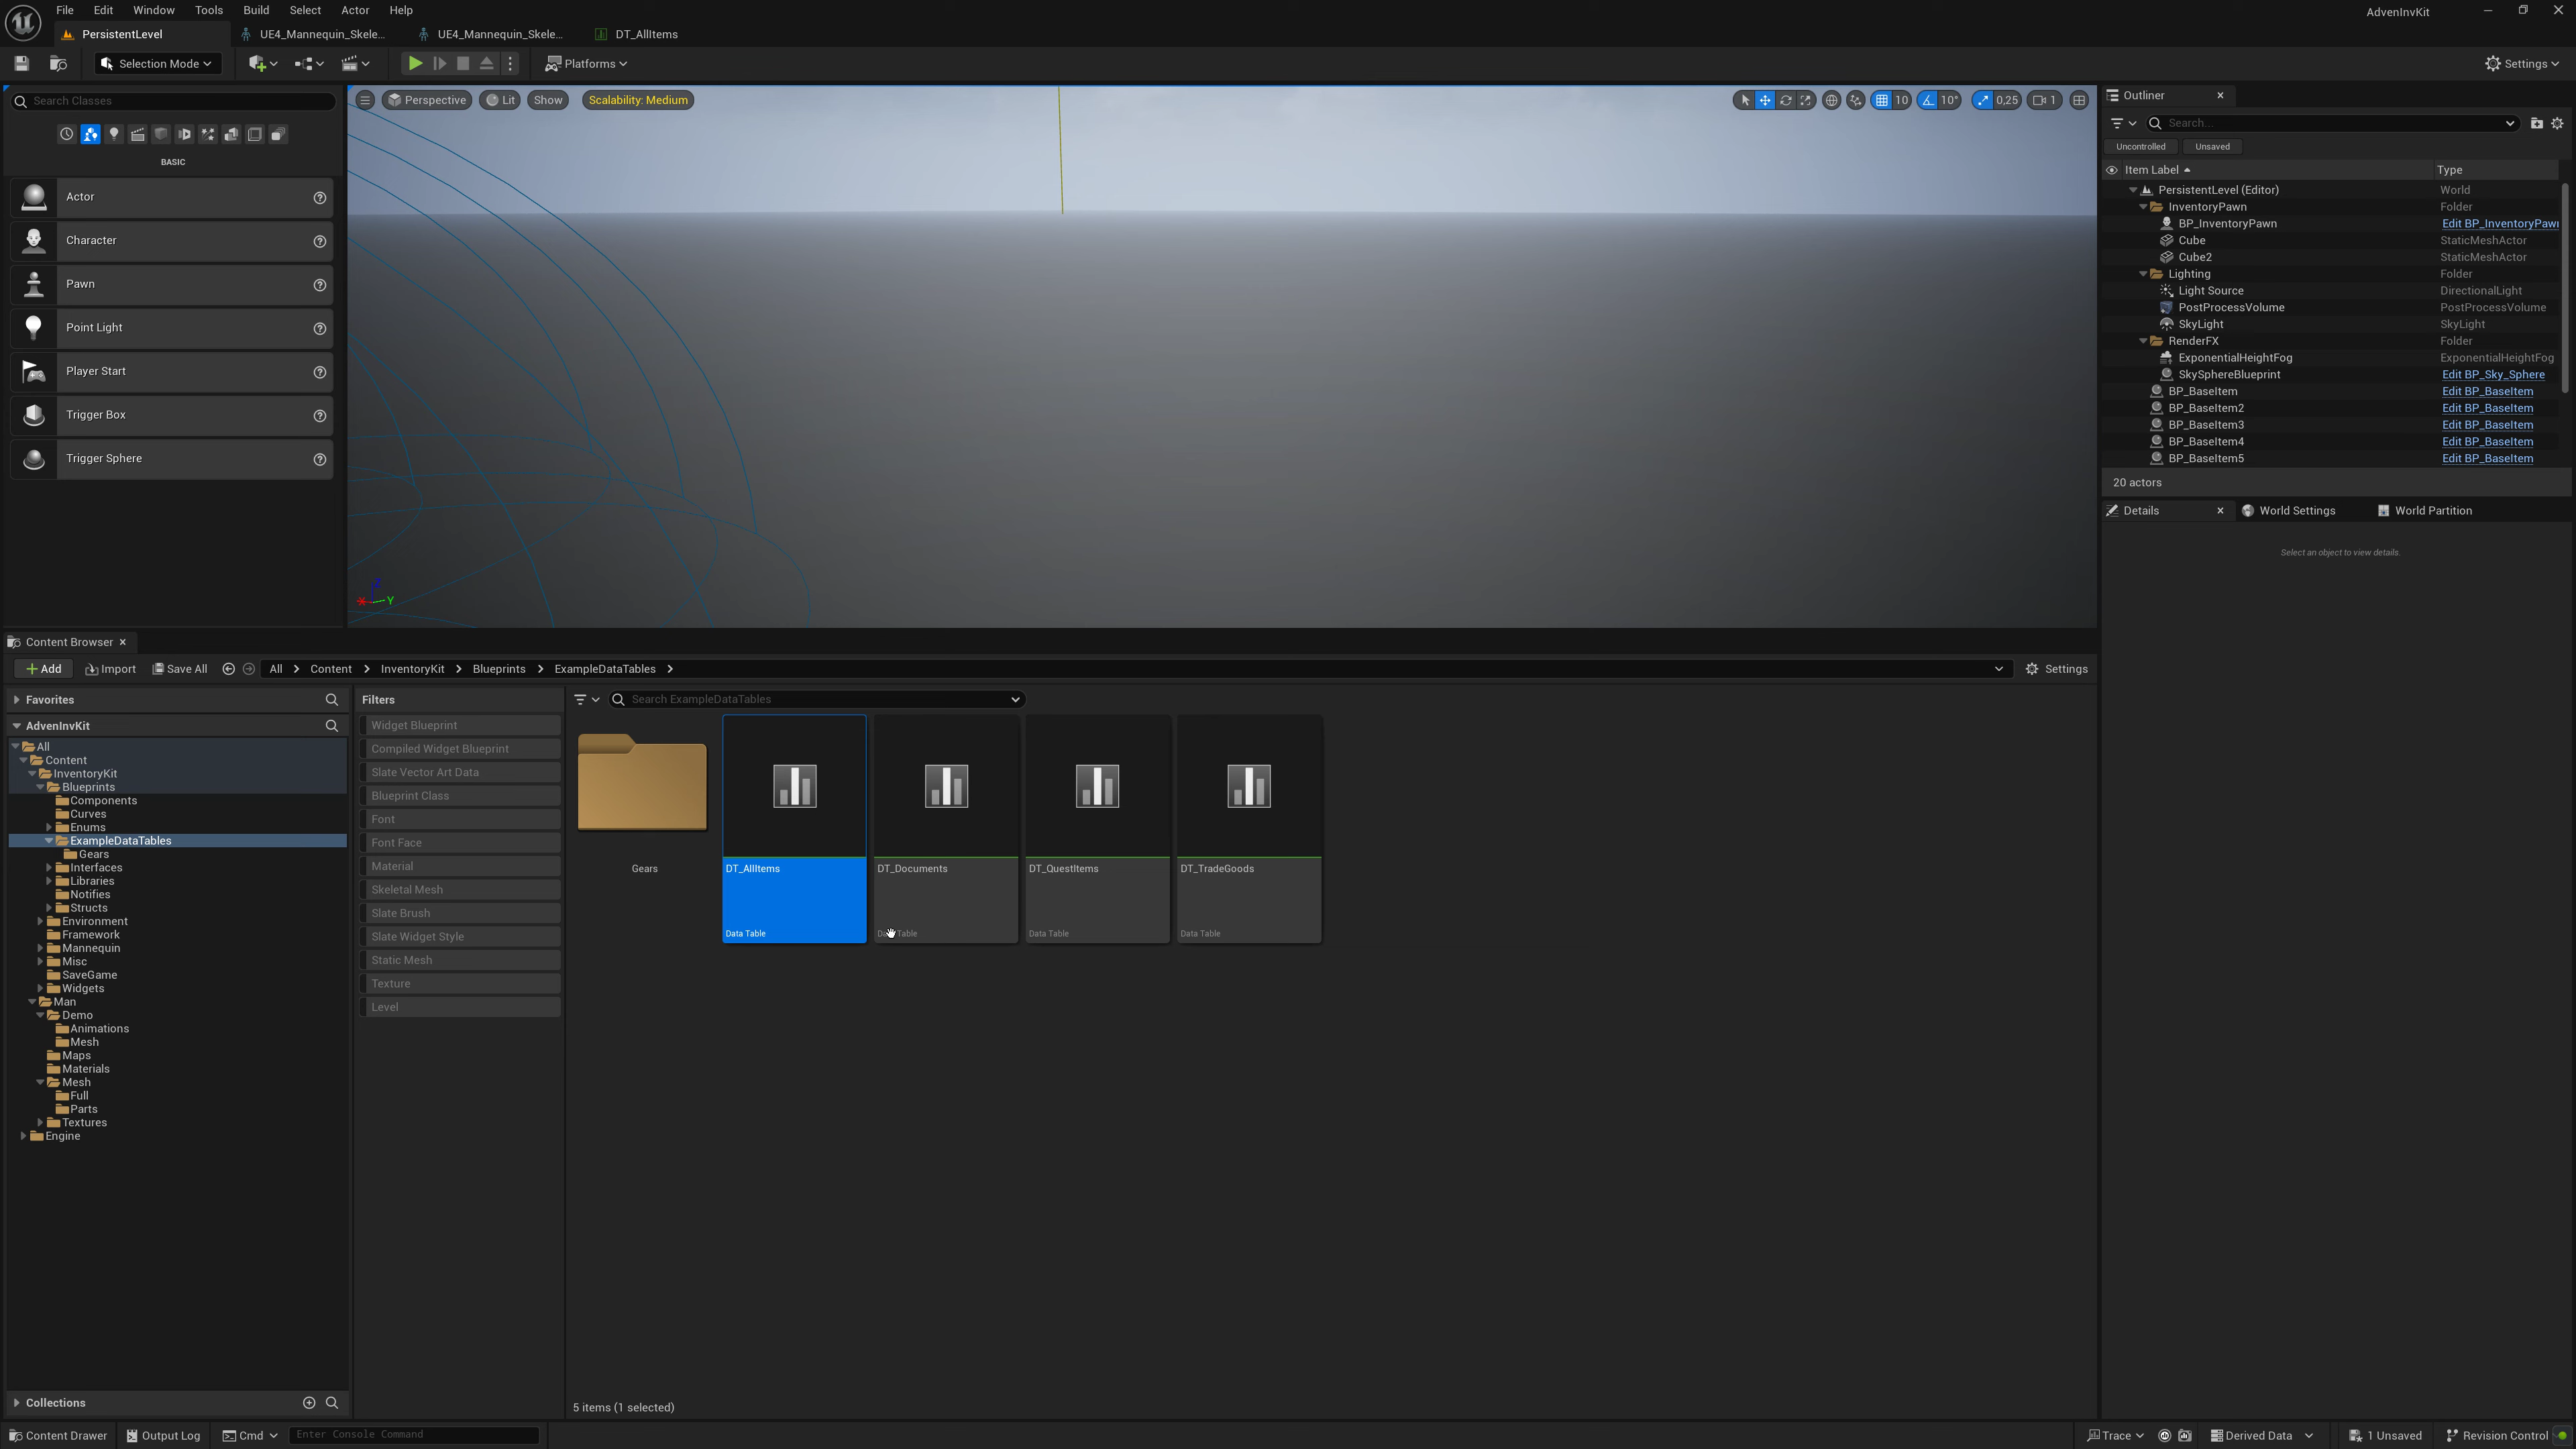 File Edit Window Tools Build Select Actor Help
AdvenInvKit
PersistentLevel
UE4_Mannequin_Skele...
UE4_Mannequin_Skele...
DT_AllItems
Selection Mode
Platforms
Settings
Search Classes
BASIC
Actor
Character
Pawn
Point Light
Player Start
Trigger Box
Trigger Sphere
Perspective
Lit
Show
Scalability: Medium
10
10°
0,25
1
Z
Y
Outliner
Search...
Uncontrolled
Unsaved
Item Label
Type
PersistentLevel (Editor) World
InventoryPawn Folder
BP_InventoryPawn Edit BP_InventoryPawn
Cube StaticMeshActor
Cube2 StaticMeshActor
Lighting Folder
Light Source DirectionalLight
PostProcessVolume PostProcessVolume
SkyLight SkyLight
RenderFX Folder
ExponentialHeightFog ExponentialHeightFog
SkySphereBlueprint Edit BP_Sky_Sphere
BP_BaseItem Edit BP_BaseItem
BP_BaseItem2 Edit BP_BaseItem
BP_BaseItem3 Edit BP_BaseItem
BP_BaseItem4 Edit BP_BaseItem
BP_BaseItem5 Edit BP_BaseItem
20 actors
Details
World Settings
World Partition
Select an object to view details.
Content Browser
Add
Import
Save All
All
Content
InventoryKit
Blueprints
ExampleDataTables
Settings
Favorites
AdvenInvKit
All
Content
InventoryKit
Blueprints
Components
Curves
Enums
ExampleDataTables
Gears
Interfaces
Libraries
Notifies
Structs
Environment
Framework
Mannequin
Misc
SaveGame
Widgets
Man
Demo
Animations
Mesh
Maps
Materials
Mesh
Full
Parts
Textures
Engine
Collections
Filters
Widget Blueprint
Compiled Widget Blueprint
Slate Vector Art Data
Blueprint Class
Font
Font Face
Material
Skeletal Mesh
Slate Brush
Slate Widget Style
Static Mesh
Texture
Level
Search ExampleDataTables
Gears
DT_AllItems
Data Table
DT_Documents
Table
DT_QuestItems
Data Table
DT_TradeGoods
Data Table
5 items (1 selected)
Content Drawer
Output Log
Cmd
Enter Console Command
Trace
Derived Data
1 Unsaved
Revision Control